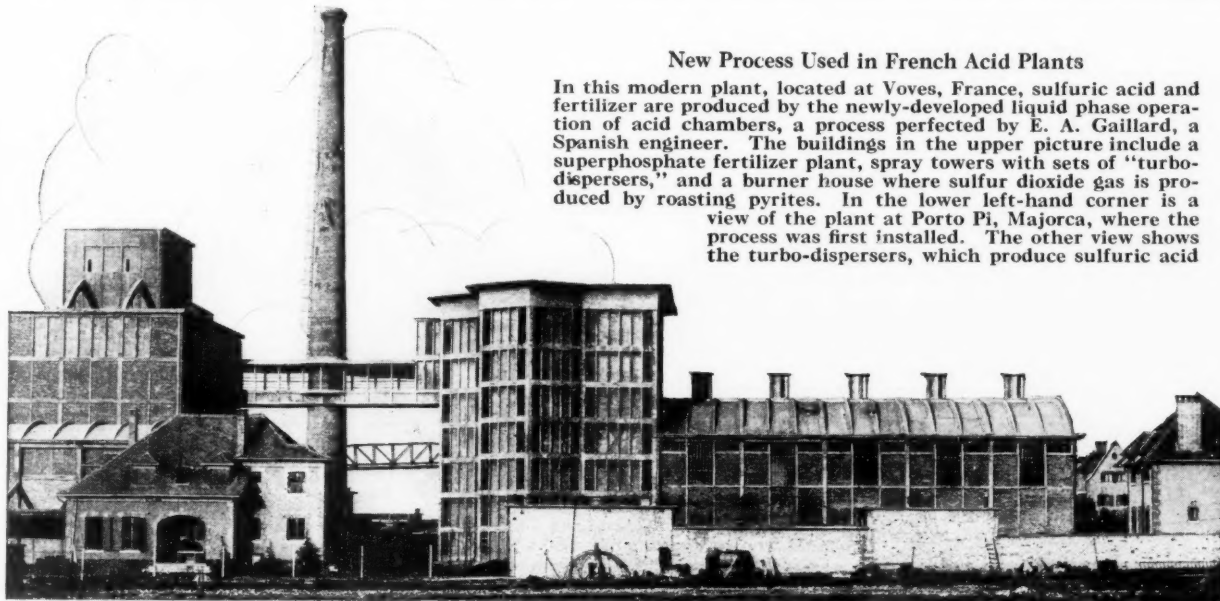 New Process Used in French Acid Plants
In this modern plant, located at Voves, France, sulfuric acid and
fertilizer are produced by the newly-developed liquid phase opera-
tion of acid chambers, a process perfected by E. A. Gaillard, a
Spanish engineer. The buildings in the upper picture include a
superphosphate fertilizer plant, spray towers with sets of "turbo-
dispersers," and a burner house where sulfur dioxide gas is pro-
duced by roasting pyrites. In the lower left-hand corner is a
view of the plant at Porto Pi, Majorca, where the
process was first installed. The other view shows
the turbo-dispersers, which produce sulfuric acid